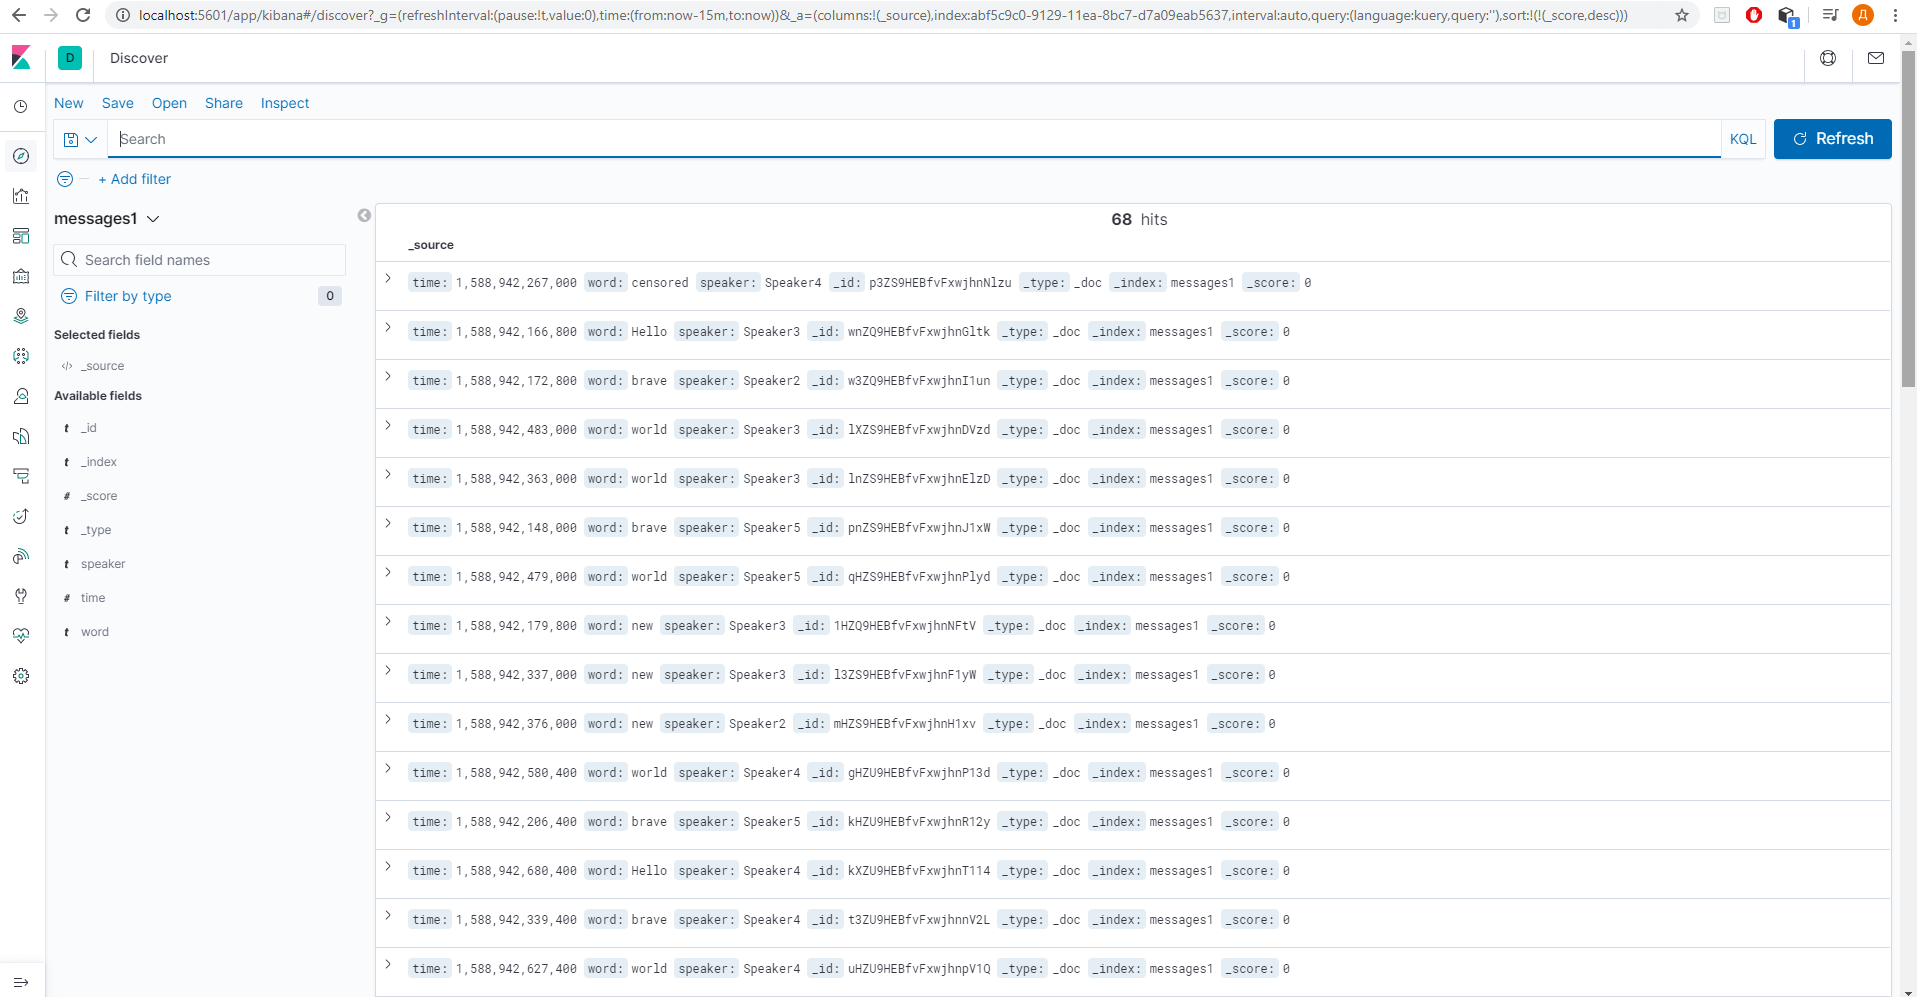 localhost:5601/app/kibana#/discover?_g=(refreshInterval:(pause:!t,value:0),time:(from:now-15m,to:now))&_a=(columns:!(_source),index:abf5c9c0-9129-11ea-8bc7-d7a09eab5637,interval:auto,query:(language:kuery,query:''),sort:!(!(_score,desc)))
1
Д
D
Discover
New Save Open Share Inspect
Search
KQL
Refresh
+ Add filter
messages1
68 hits
_source
Search field names
Filter by type 0
Selected fields
_source
Available fields
t _id
t _index
# _score
t _type
t speaker
# time
t word
time: 1,588,942,267,000 word: censored speaker: Speaker4 _id: p3ZS9HEBfvFxwjhnNlzu _type: _doc _index: messages1 _score: 0
time: 1,588,942,166,800 word: Hello speaker: Speaker3 _id: wnZQ9HEBfvFxwjhnGltk _type: _doc _index: messages1 _score: 0
time: 1,588,942,172,800 word: brave speaker: Speaker2 _id: w3ZQ9HEBfvFxwjhnI1un _type: _doc _index: messages1 _score: 0
time: 1,588,942,483,000 word: world speaker: Speaker3 _id: lXZS9HEBfvFxwjhnDVzd _type: _doc _index: messages1 _score: 0
time: 1,588,942,363,000 word: world speaker: Speaker3 _id: lnZS9HEBfvFxwjhnElzD _type: _doc _index: messages1 _score: 0
time: 1,588,942,148,000 word: brave speaker: Speaker5 _id: pnZS9HEBfvFxwjhnJ1xW _type: _doc _index: messages1 _score: 0
time: 1,588,942,479,000 word: world speaker: Speaker5 _id: qHZS9HEBfvFxwjhnPlyd _type: _doc _index: messages1 _score: 0
time: 1,588,942,179,800 word: new speaker: Speaker3 _id: 1HZQ9HEBfvFxwjhnNFtV _type: _doc _index: messages1 _score: 0
time: 1,588,942,337,000 word: new speaker: Speaker3 _id: l3ZS9HEBfvFxwjhnF1yW _type: _doc _index: messages1 _score: 0
time: 1,588,942,376,000 word: new speaker: Speaker2 _id: mHZS9HEBfvFxwjhnH1xv _type: _doc _index: messages1 _score: 0
time: 1,588,942,580,400 word: world speaker: Speaker4 _id: gHZU9HEBfvFxwjhnP13d _type: _doc _index: messages1 _score: 0
time: 1,588,942,206,400 word: brave speaker: Speaker5 _id: kHZU9HEBfvFxwjhnR12y _type: _doc _index: messages1 _score: 0
time: 1,588,942,680,400 word: Hello speaker: Speaker4 _id: kXZU9HEBfvFxwjhnT114 _type: _doc _index: messages1 _score: 0
time: 1,588,942,339,400 word: brave speaker: Speaker4 _id: t3ZU9HEBfvFxwjhnnV2L _type: _doc _index: messages1 _score: 0
time: 1,588,942,627,400 word: world speaker: Speaker4 _id: uHZU9HEBfvFxwjhnpV1Q _type: _doc _index: messages1 _score: 0